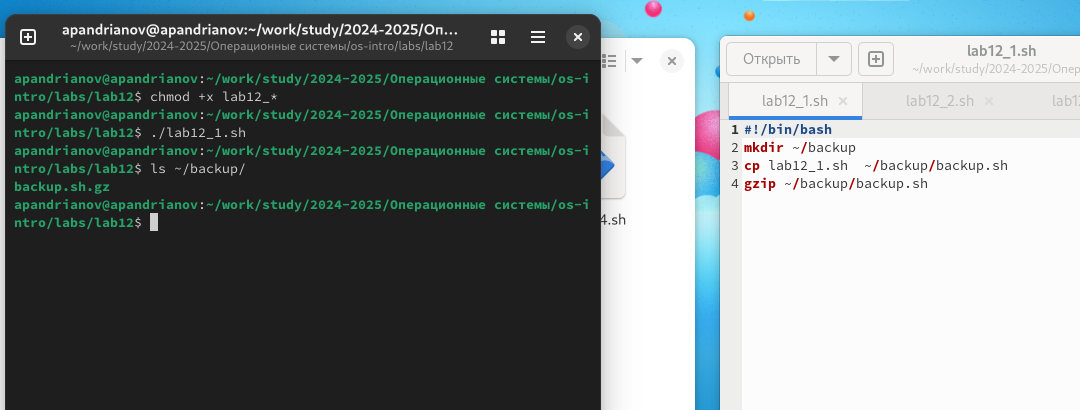 apandrianov@apandrianov:~/work/study/2024-2025/Оп…
~/work/study/2024-2025/Операционные системы/os-intro/labs/lab12
apandrianov@apandrianov:~/work/study/2024-2025/Операционные системы/os-i
ntro/labs/lab12$ chmod +x lab12_*
apandrianov@apandrianov:~/work/study/2024-2025/Операционные системы/os-i
ntro/labs/lab12$ ./lab12_1.sh
apandrianov@apandrianov:~/work/study/2024-2025/Операционные системы/os-i
ntro/labs/lab12$ ls ~/backup/
backup.sh.gz
apandrianov@apandrianov:~/work/study/2024-2025/Операционные системы/os-i
ntro/labs/lab12$
4.sh
Открыть
lab12_1.sh
~/work/study/2024-2025/Опе
lab12_1.sh
lab12_2.sh
lab12
1 #!/bin/bash
2 mkdir ~/backup
3 cp lab12_1.sh  ~/backup/backup.sh
4 gzip ~/backup/backup.sh